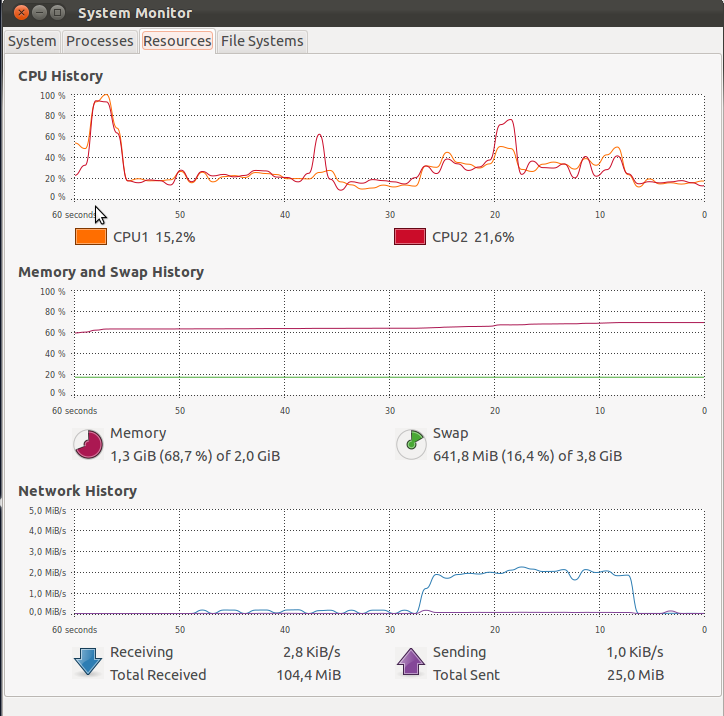 System Monitor
System Processes Resources File Systems
CPU History
100 %
80 %
60 %
40 %
20 %
0 %
60 seconds 50 40 30 20 10 0
CPU1 15,2% CPU2 21,6%
Memory and Swap History
100 %
80 %
60 %
40 %
20 %
0 %
60 seconds 50 40 30 20 10 0
Memory Swap
1,3 GiB (68,7 %) of 2,0 GiB 641,8 MiB (16,4 %) of 3,8 GiB
Network History
5,0 MiB/s
4,0 MiB/s
3,0 MiB/s
2,0 MiB/s
1,0 MiB/s
0,0 MiB/s
60 seconds 50 40 30 20 10 0
Receiving 2,8 KiB/s Sending 1,0 KiB/s
Total Received 104,4 MiB Total Sent 25,0 MiB